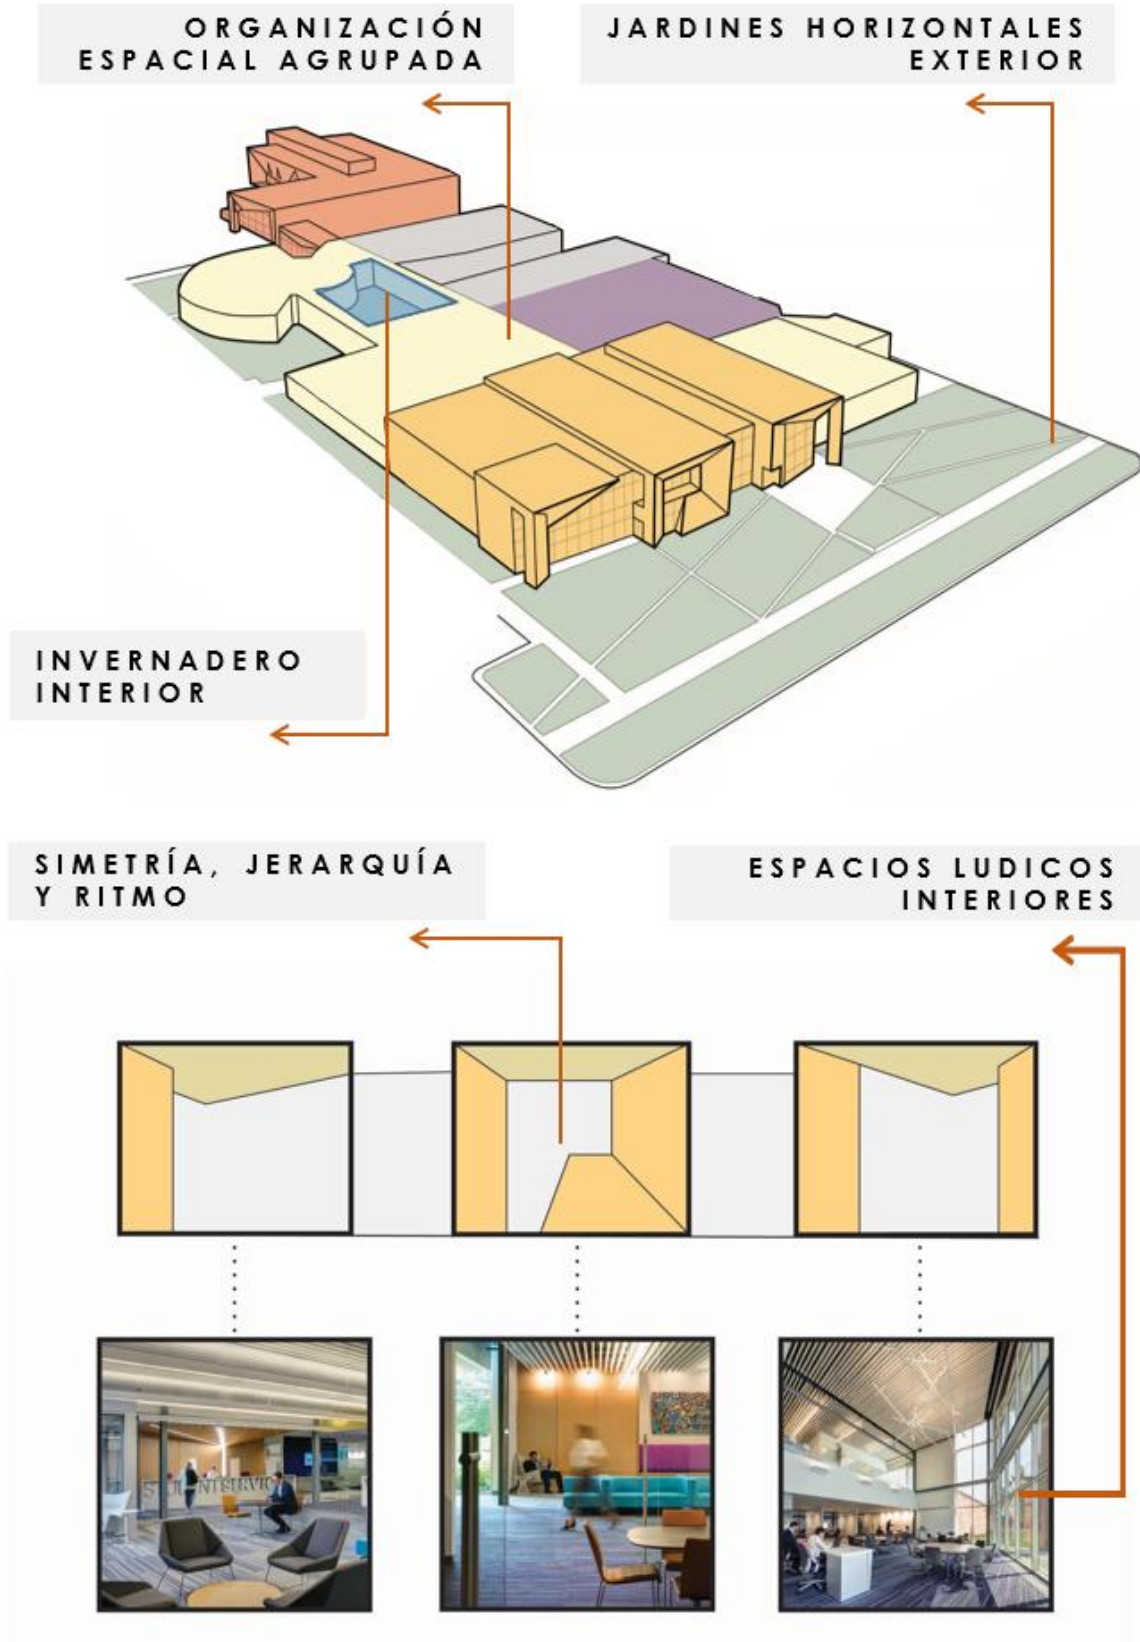 ORGANIZACIÓN
ESPACIAL AGRUPADA
JARDINES HORIZONTALES
EXTERIOR
INVERNADERO
INTERIOR
SIMETRÍA, JERARQUÍA
Y RITMO
ESPACIOS LUDICOS
INTERIORES